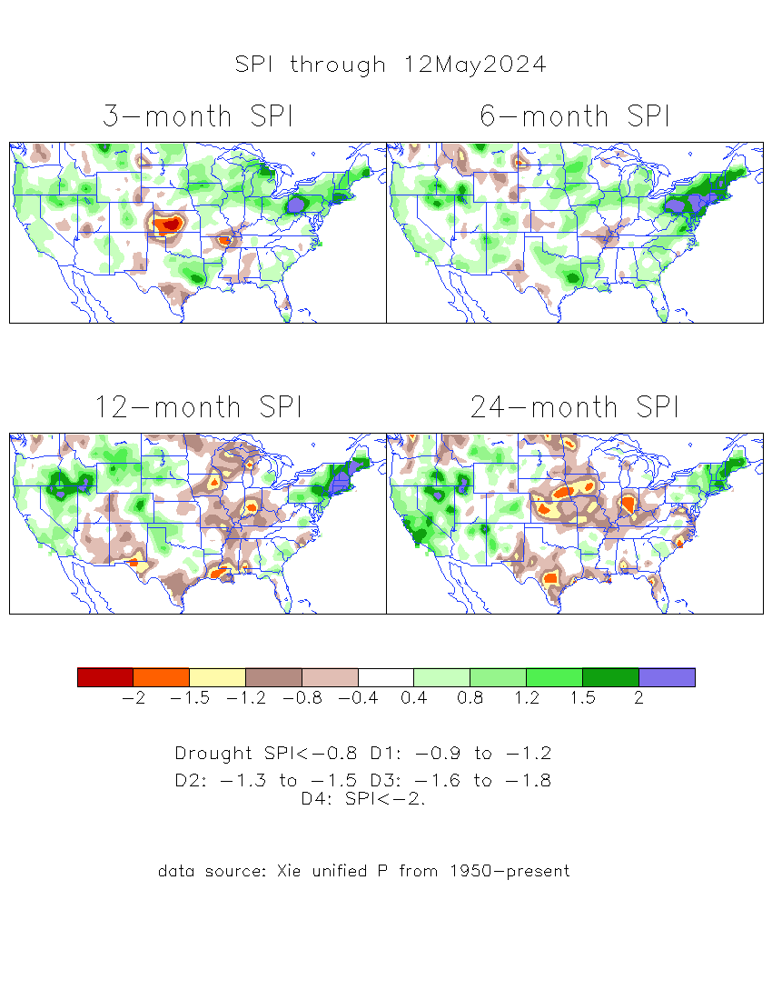 SPI through 12May2024
3-month SPI
6-month SPI
12-month SPI
24-month SPI
-2 -1.5 -1.2 -0.8 -0.4 0.4 0.8 1.2 1.5 2
Drought SPI<-0.8 D1: -0.9 to -1.2
D2: -1.3 to -1.5 D3: -1.6 to -1.8
D4: SPI<-2.
data source: Xie unified P from 1950-present